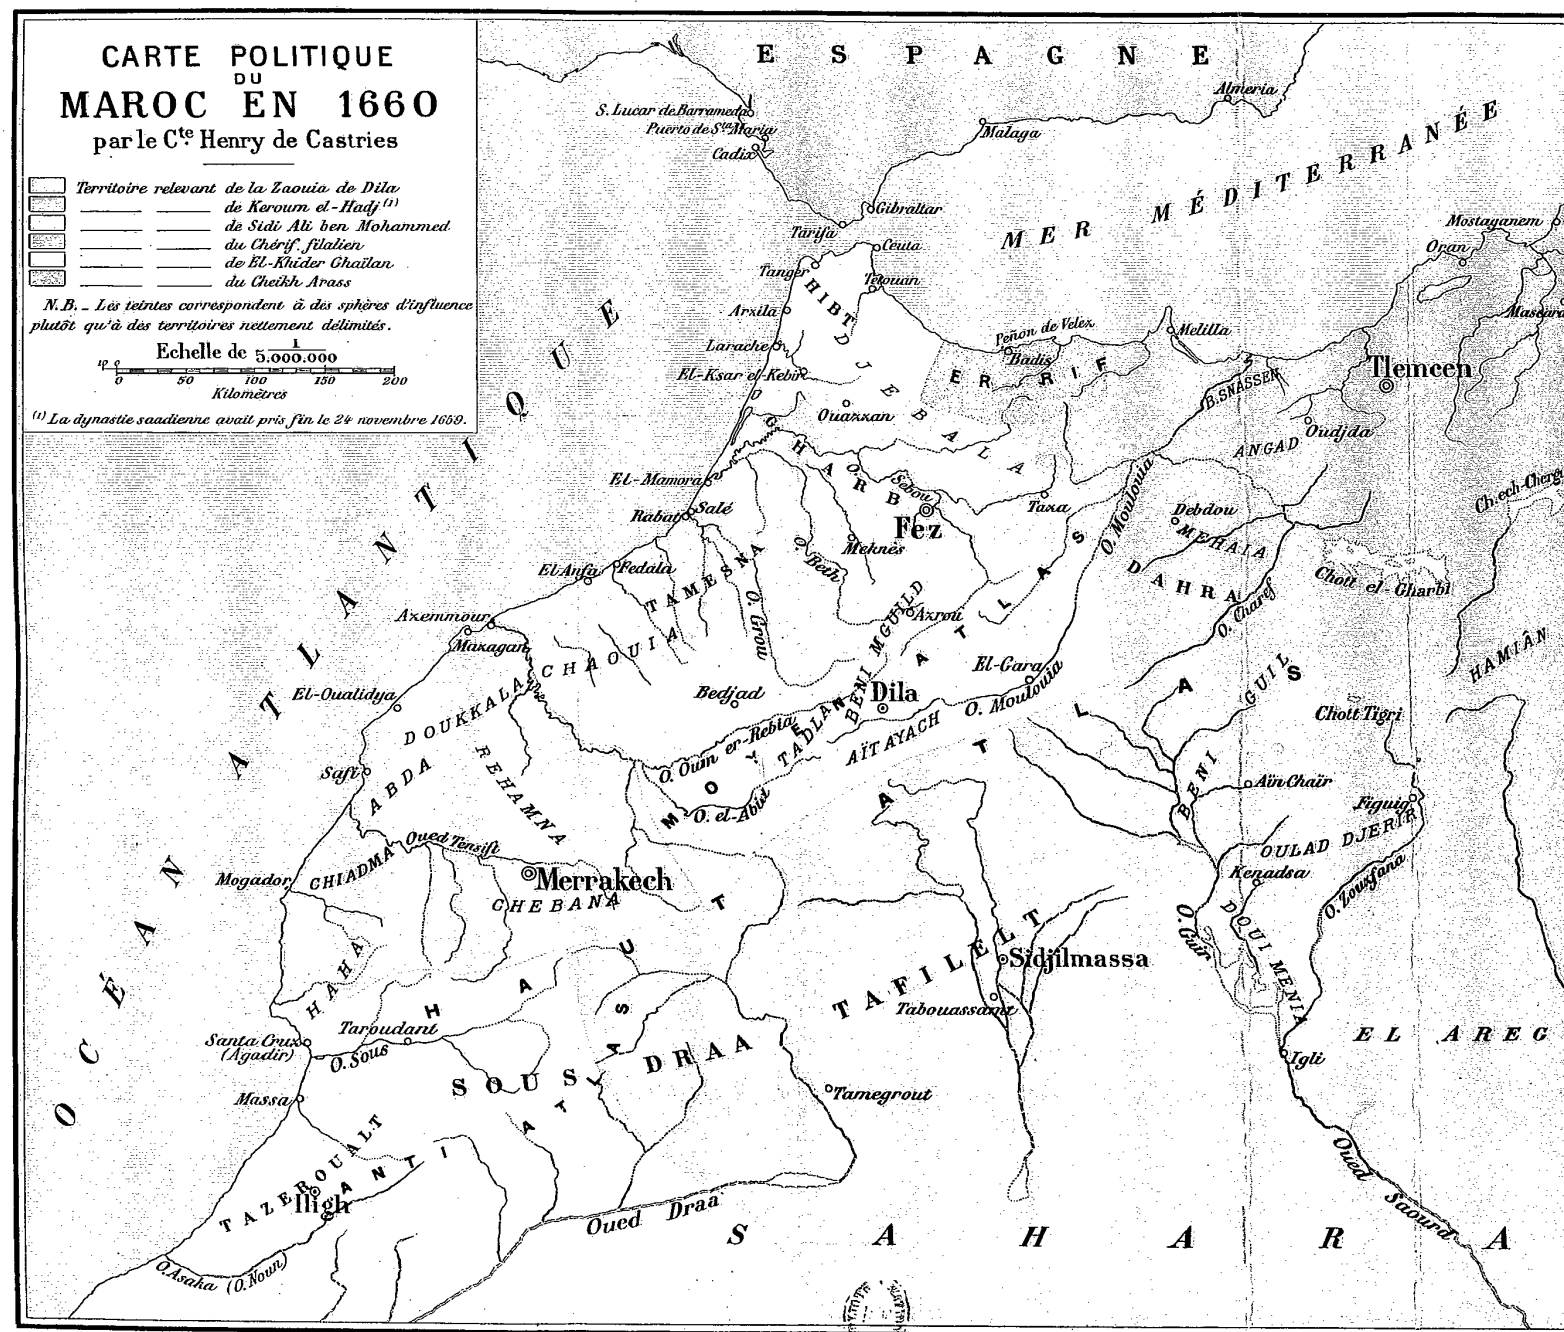 CARTE POLITIQUE
DU
MAROC EN 1660
par le Cte. Henry de Castries
Territoire relevant de la Zaouia de Dila
de Keroum el-Hadj (1)
de Sidi Ali ben Mohammed
du Chérif filalien
de El-Khider Ghaïlan
du Cheikh Arass
N.B._ Les teintes correspondent à des sphères d'influence
plutôt qu'à des territoires nettement délimités.
Echelle de 1/5.000.000
0 50 100 150 200
Kilomètres
(1) La dynastie saadienne avait pris fin le 24 novembre 1659.
ESPAGNE
S. Lucar de Barrameda
Puerto de Sta Maria
Cadix
Malaga
Almeria
Gibraltar
Tarifa
MER MÉDITERRANÉE
OCÉAN ATLANTIQUE
Ceuta
Tanger
Tétouan
HIBT
Arzila
Larache
El-Ksar el-Kebir
DJEBALA
Ouazzan
Peñon de Velez
Badis
ER RIF
Melilla
Mostaganem
Oran
Mascara
Tlemcen
B. SNASSEN
ANGAD
Oudjda
GHARB
O. Sebou
El-Mamora
Rabat
Salé
Fez
Taza
O. Moulouia
Debdou
MEHAIA
Ch. ech-Cherg
DAHRA
Chott el-Gharbi
O. Charef
HAMIÂN
Meknès
O. Beth
Fedala
El-Anfa
TAMESNA
O. Grou
Azrou
BENI MGUILD
Azemmour
Mazagan
CHAOUIA
El-Gara
O. Moulouia
Dila
Bedjad
El-Oualidya
DOUKKALA
O. Oum er-Rebia
TADLA
AÏT AYACH
MOYEN ATLAS
BENI GUIL
Chott Tigri
Safi
ABDA
REHAMNA
O. el-Abid
Aïn Chaïr
Figuig
OULAD DJERIR
Oued Tensift
CHIADMA
Mogador
Merrakech
CHEBANA
Kenadsa
O. Zousfana
O. Guir
DOUI MENIA
HAUT ATLAS
HAHA
TAFILELT
Sidjilmassa
Tabouassamt
Santa Cruz
(Agadir)
Taroudant
O. Sous
SOUS
DRAA
EL AREG
Igli
Massa
Tamegrout
TAZEROUALT
ANTI ATLAS
Iligh
Oued Draa
Oued Saourd
SAHARA
O. Asaka (O. Noun)